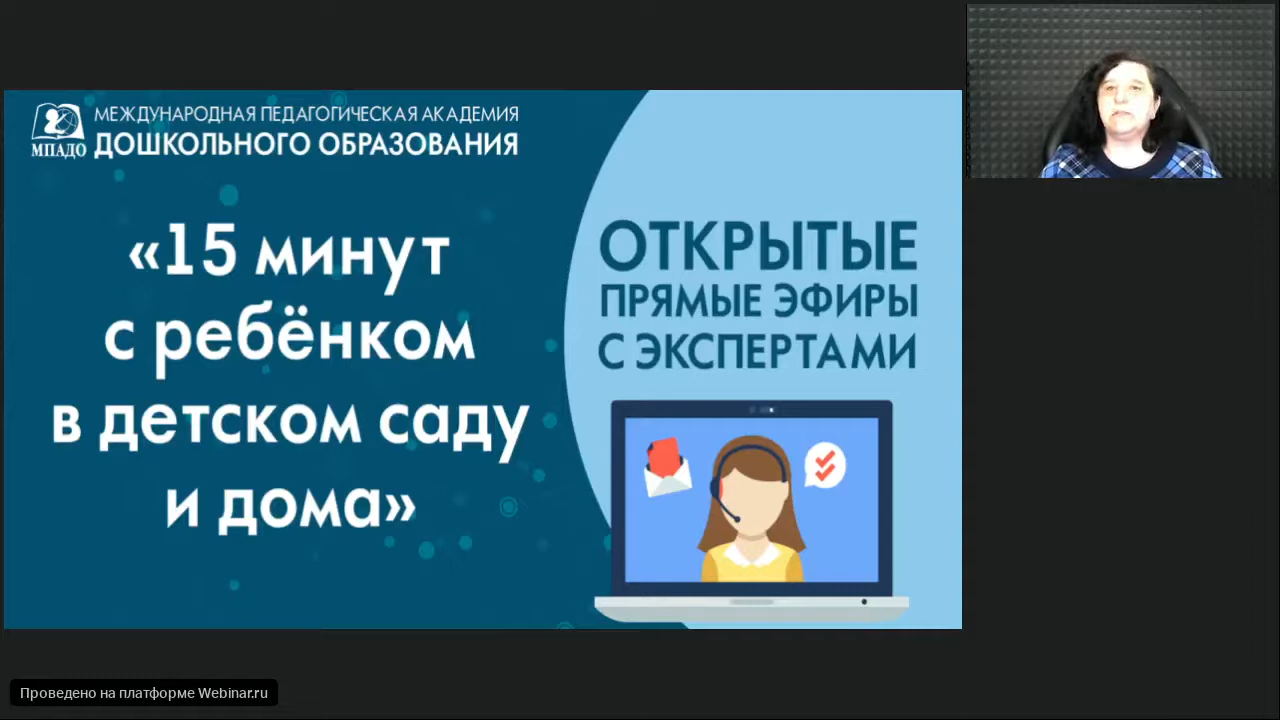 МЕЖДУНАРОДНАЯ ПЕДАГОГИЧЕСКАЯ АКАДЕМИЯ
МПАДО ДОШКОЛЬНОГО ОБРАЗОВАНИЯ
«15 минут
с ребёнком
в детском саду
и дома»
ОТКРЫТЫЕ
ПРЯМЫЕ ЭФИРЫ
С ЭКСПЕРТАМИ
Проведено на платформе Webinar.ru